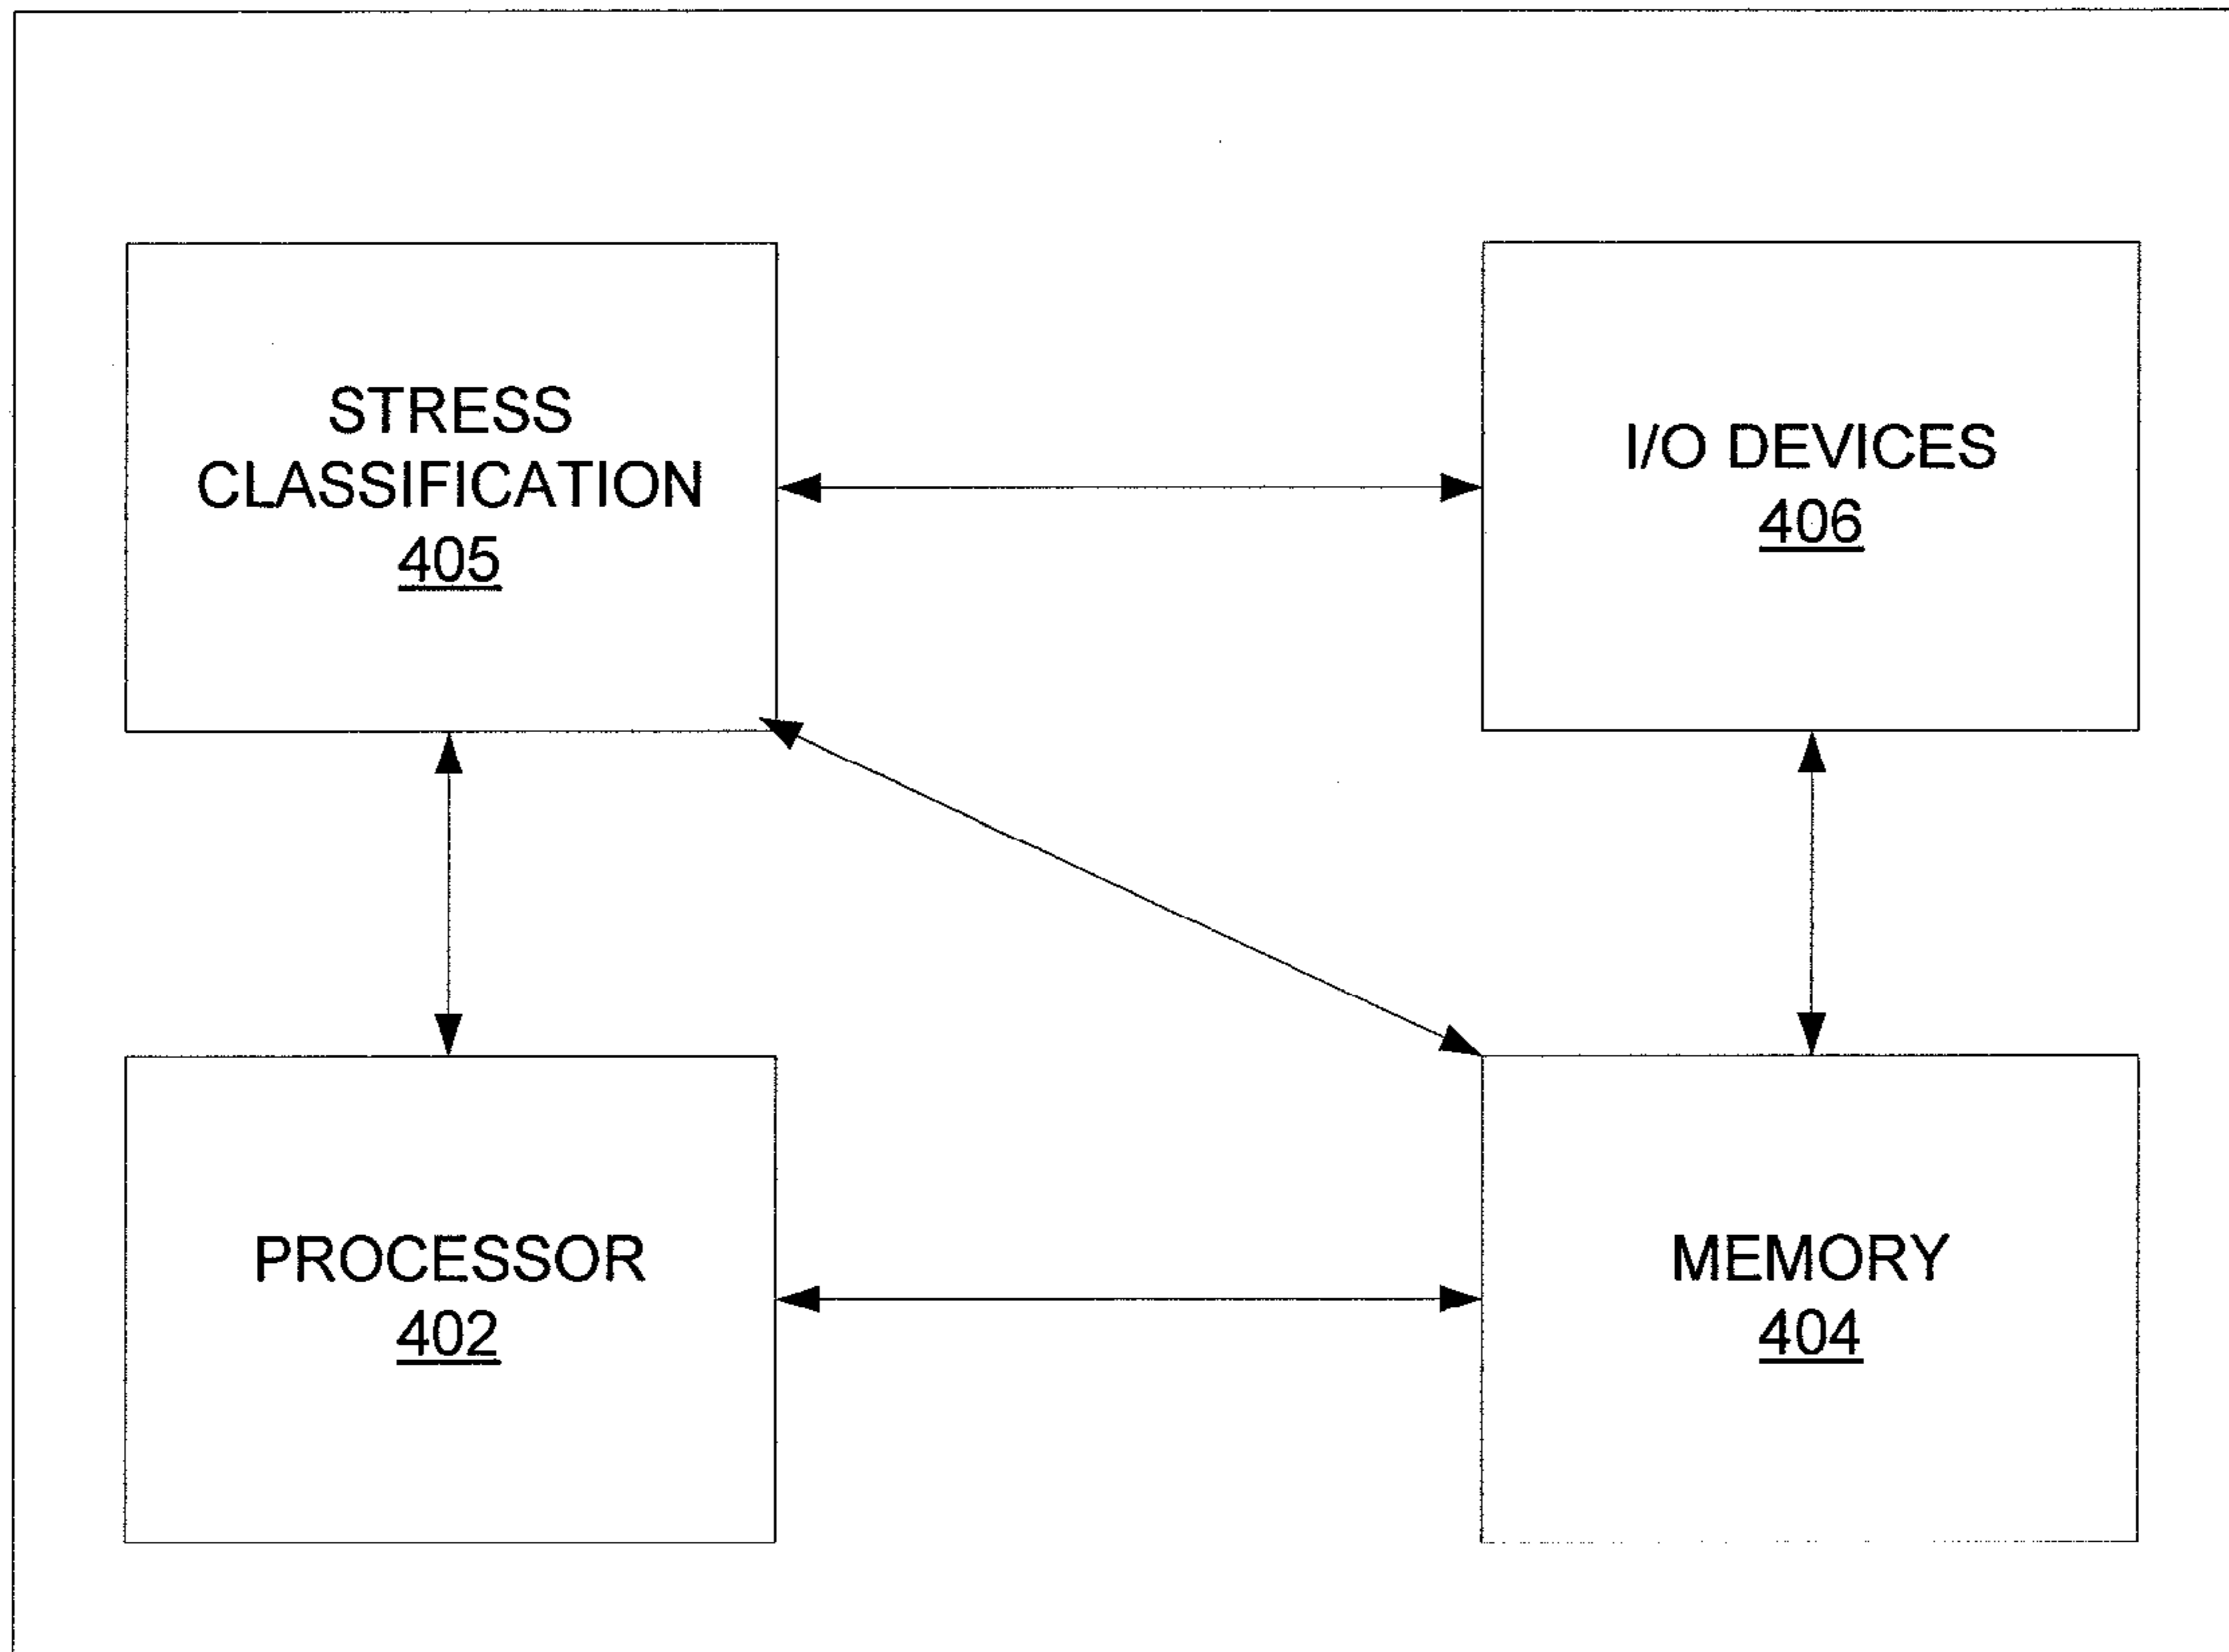 STRESS
CLASSIFICATION
405
I/O DEVICES
406
PROCESSOR
402
MEMORY
404